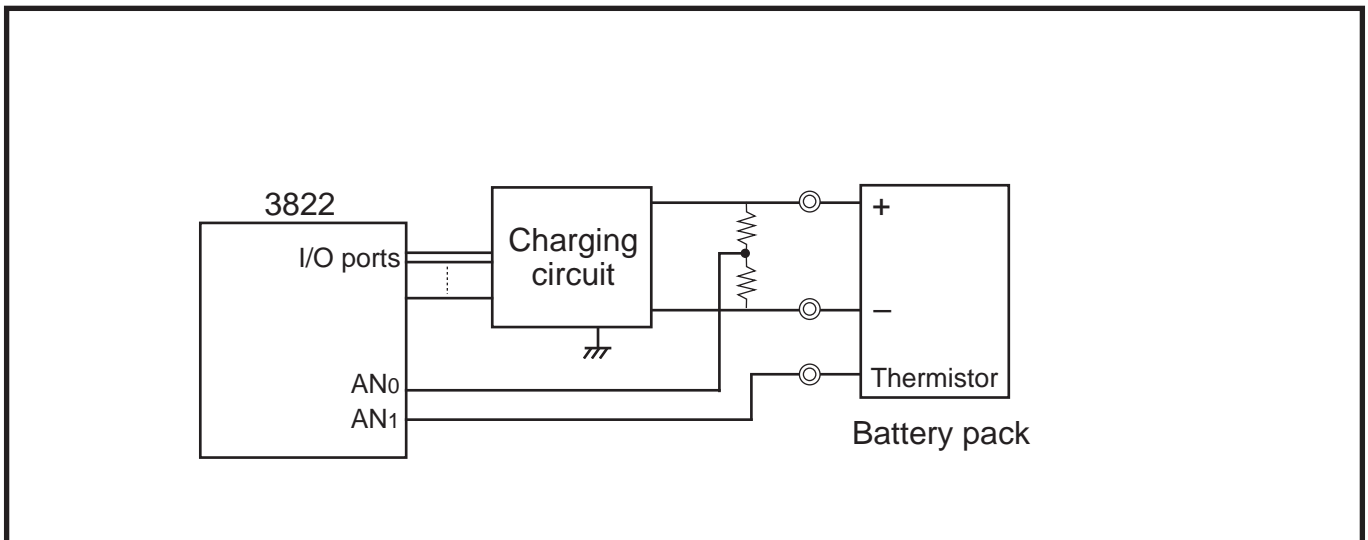 3822
I/O ports
Charging
circuit
+
−
AN0
AN1
Thermistor
Battery pack